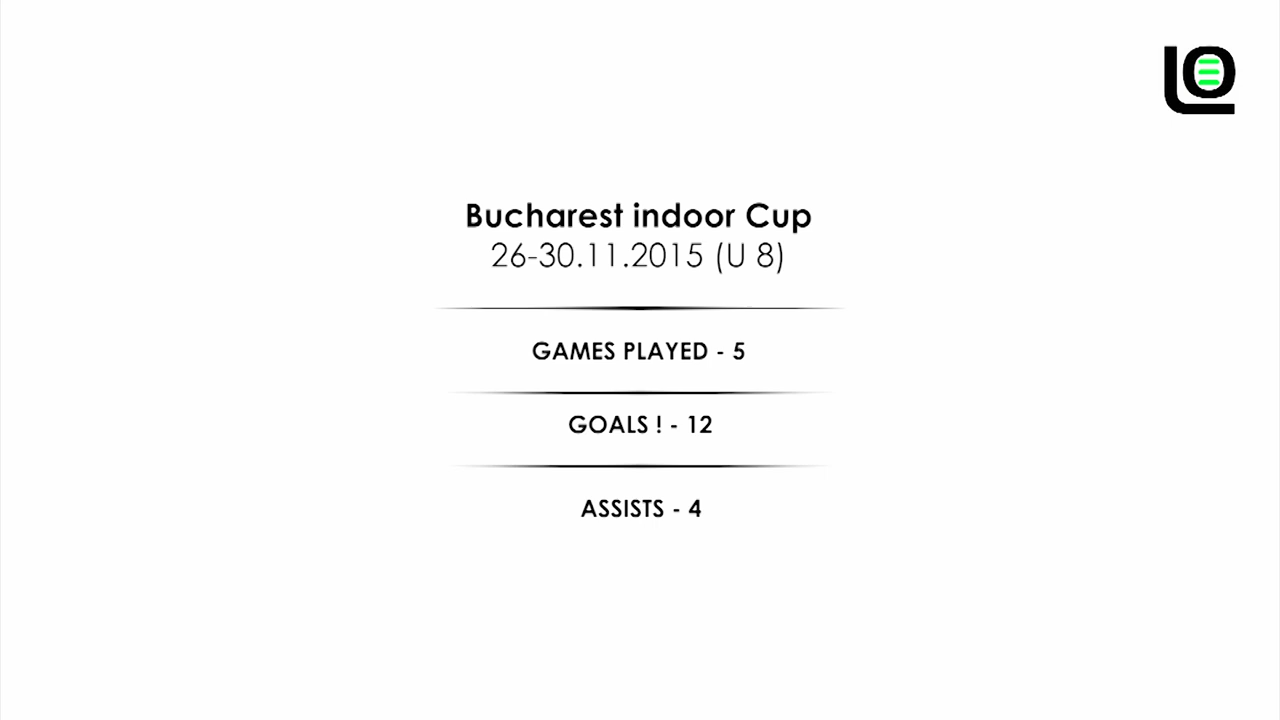 Bucharest indoor Cup
26-30.11.2015 (U 8)
GAMES PLAYED - 5
GOALS ! - 12
ASSISTS - 4